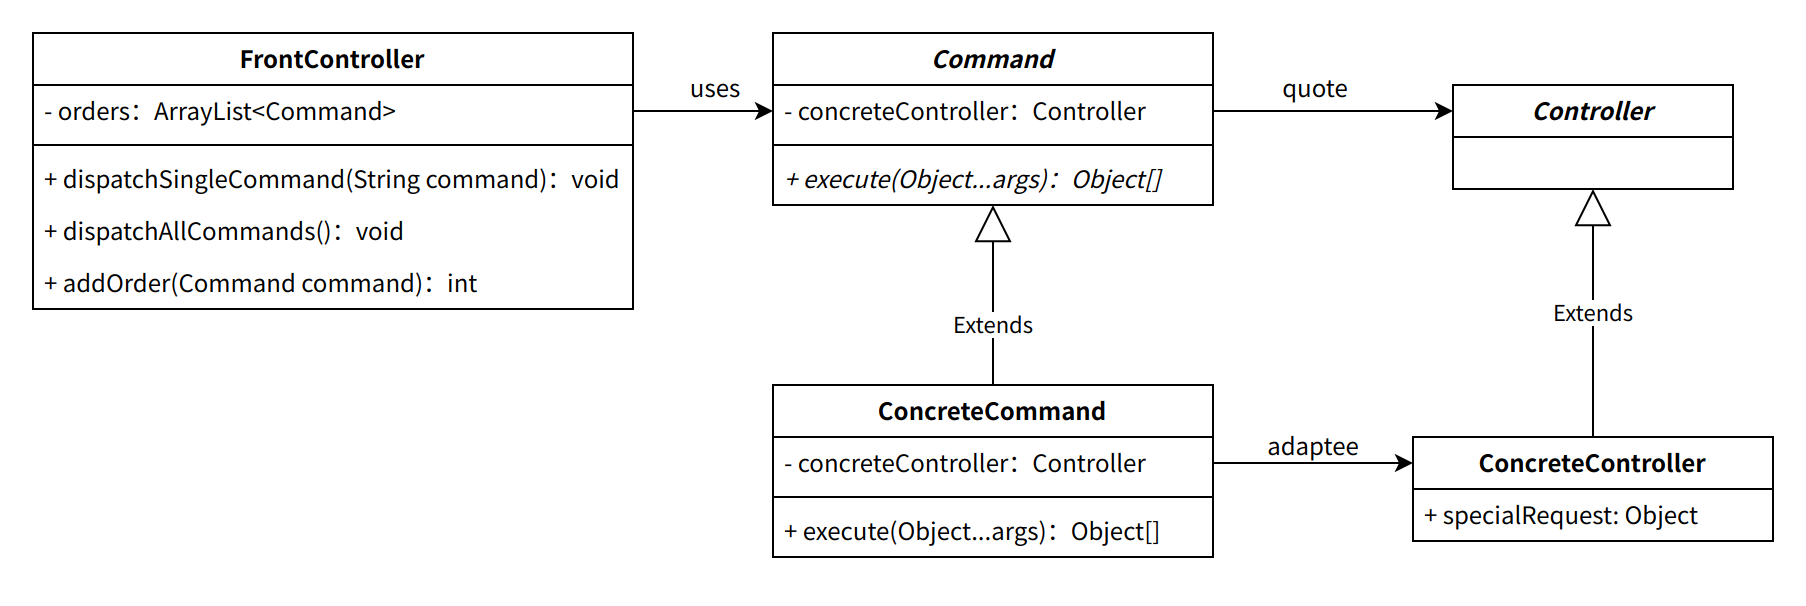 FrontController
- orders：ArrayList<Command>
+ dispatchSingleCommand(String command)：void
+ dispatchAllCommands()：void
+ addOrder(Command command)：int
uses
Command
- concreteController：Controller
+ execute(Object...args)：Object[]
quote
Controller
Extends
Extends
ConcreteCommand
- concreteController：Controller
+ execute(Object...args)：Object[]
adaptee
ConcreteController
+ specialRequest: Object